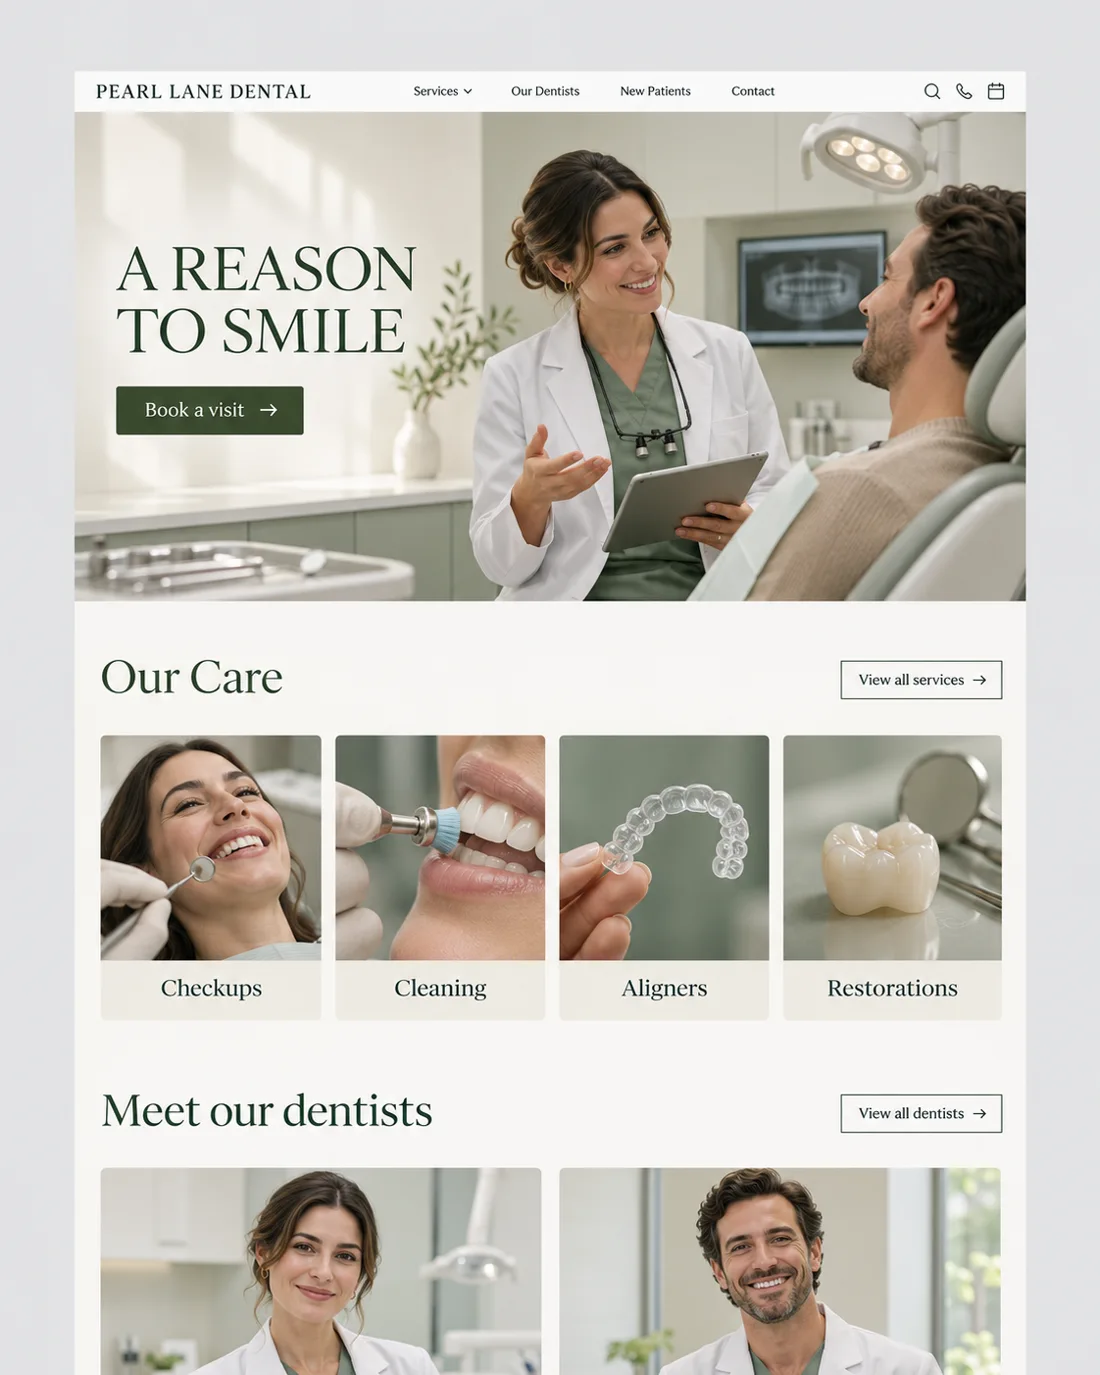 PEARL LANE DENTAL
Services
Our Dentists
New Patients
Contact
A REASON
TO SMILE
Book a visit →
Our Care
View all services →
Checkups
Cleaning
Aligners
Restorations
Meet our dentists
View all dentists →